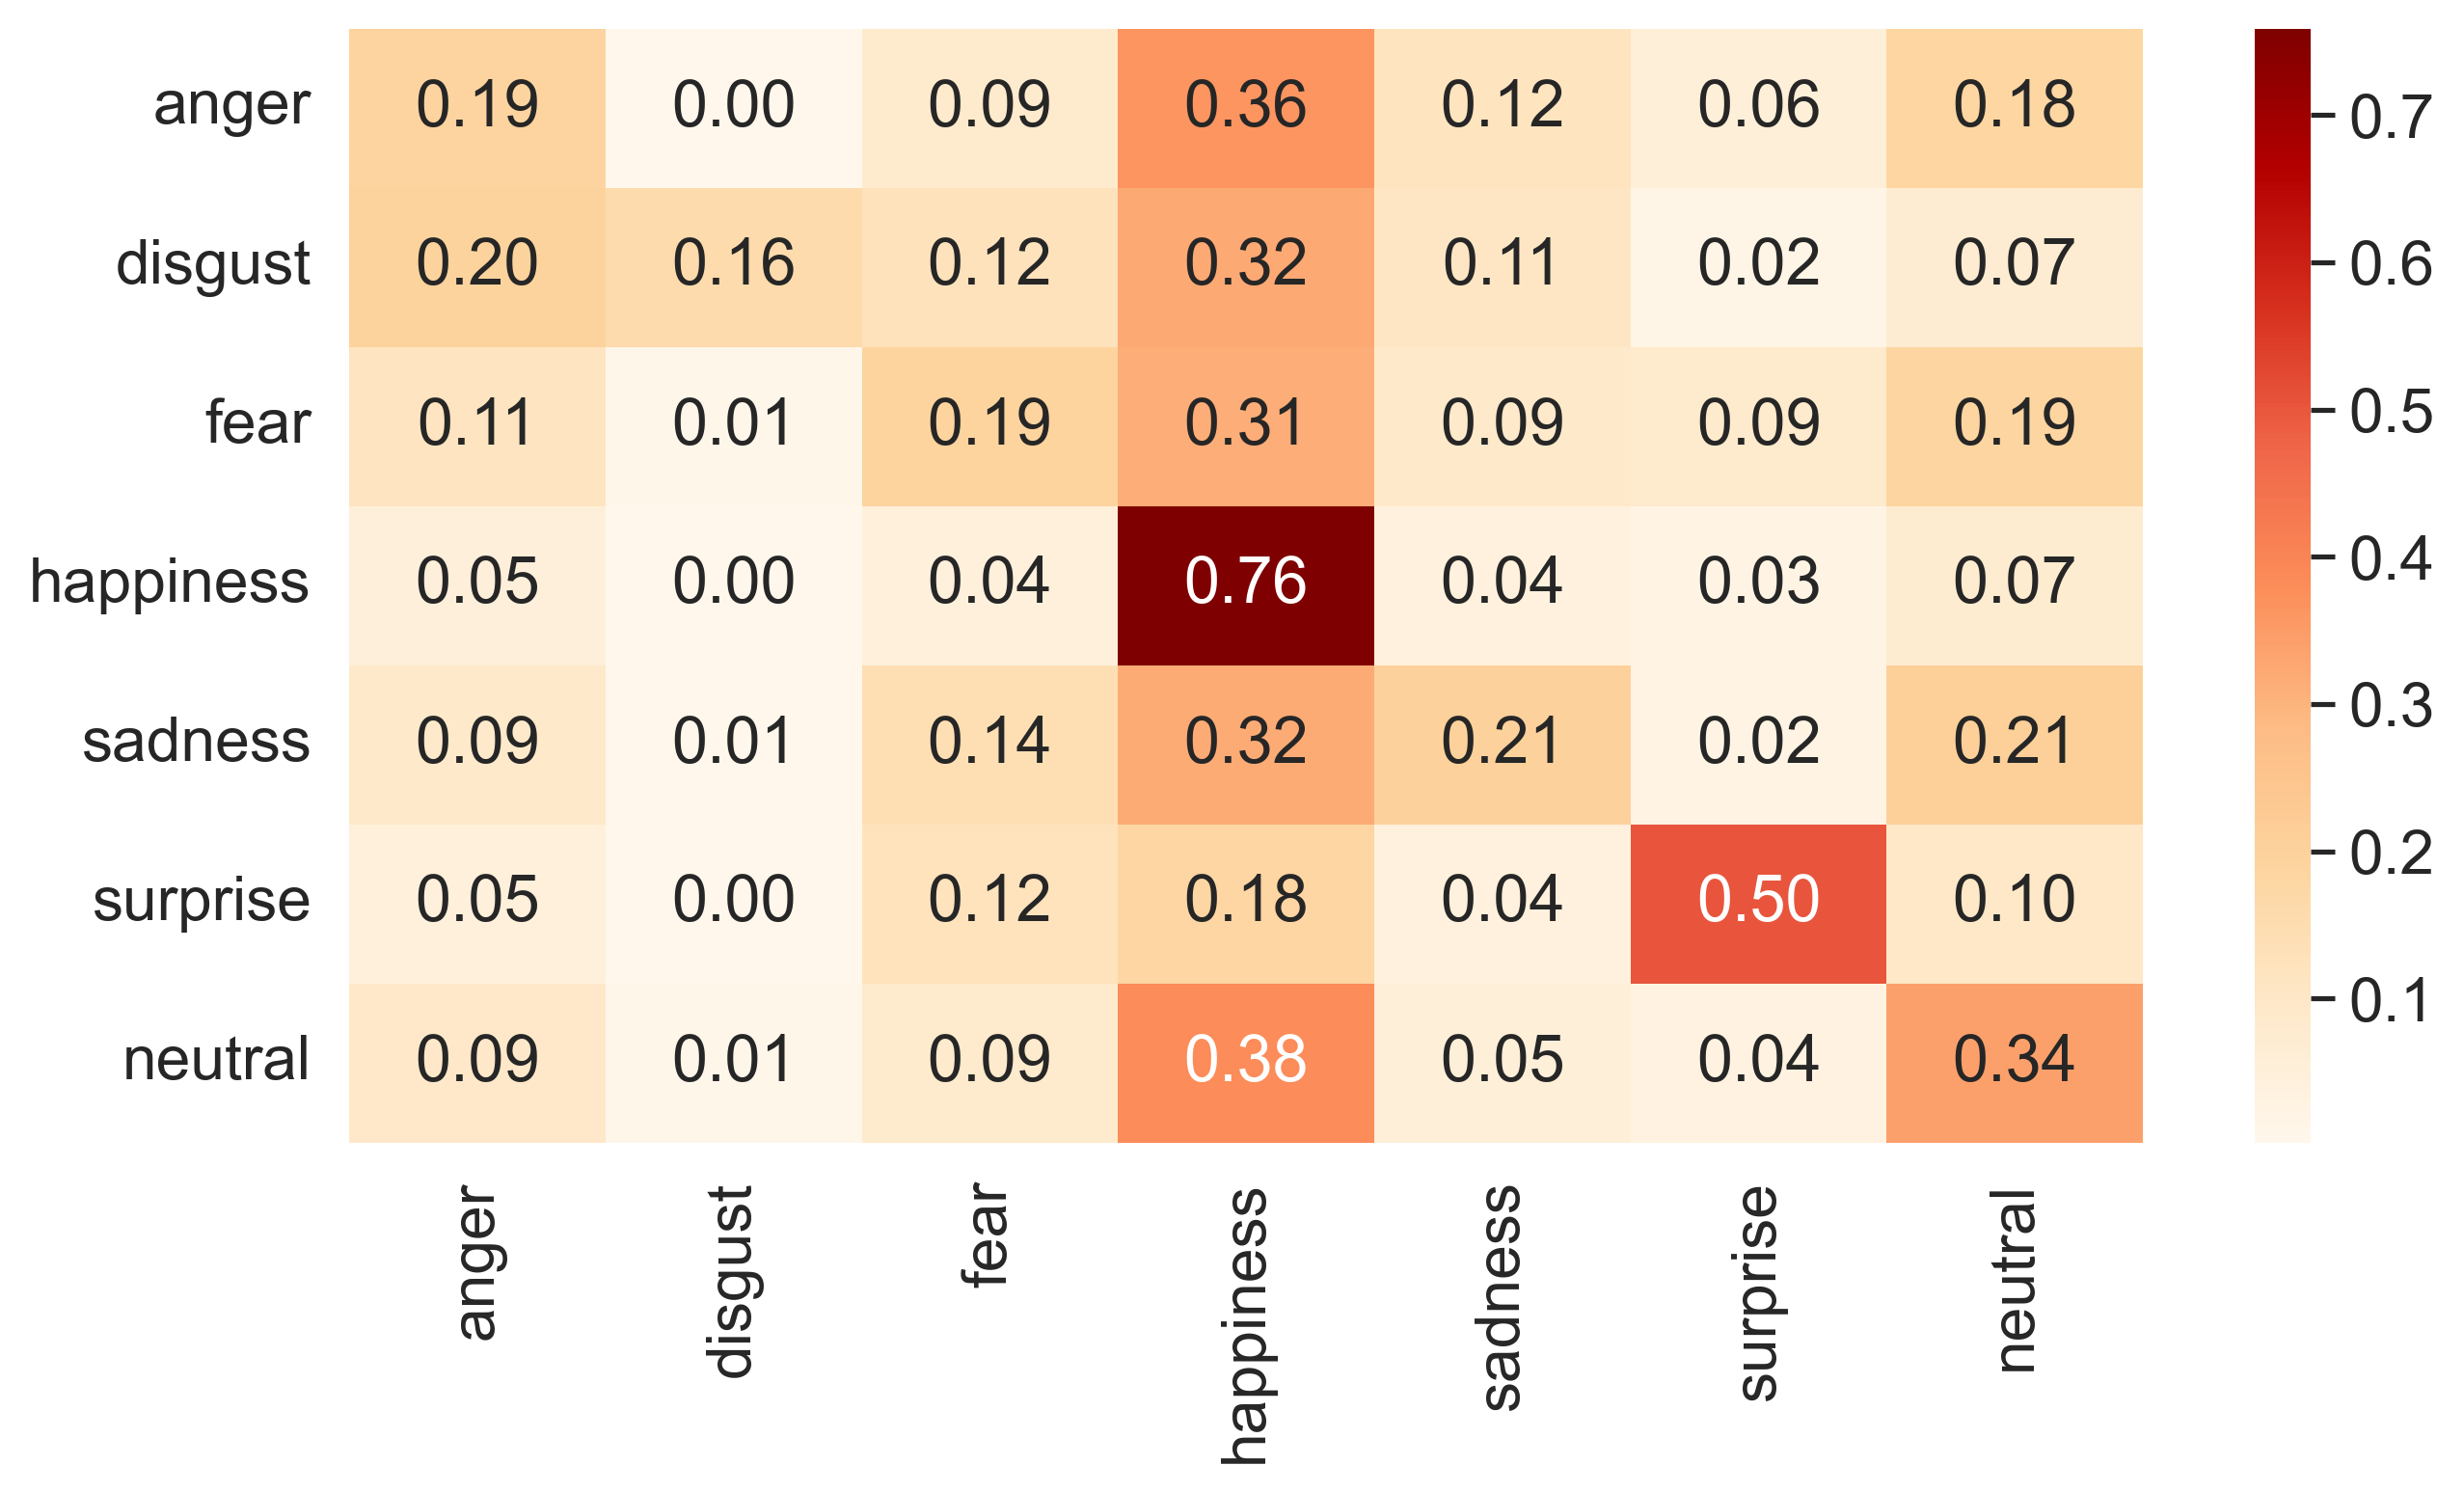 anger 0.19 0.00 0.09 0.36 0.12 0.06 0.18
disgust 0.20 0.16 0.12 0.32 0.11 0.02 0.07
fear 0.11 0.01 0.19 0.31 0.09 0.09 0.19
happiness 0.05 0.00 0.04 0.76 0.04 0.03 0.07
sadness 0.09 0.01 0.14 0.32 0.21 0.02 0.21
surprise 0.05 0.00 0.12 0.18 0.04 0.50 0.10
neutral 0.09 0.01 0.09 0.38 0.05 0.04 0.34
anger disgust fear happiness sadness surprise neutral
0.7
0.6
0.5
0.4
0.3
0.2
0.1